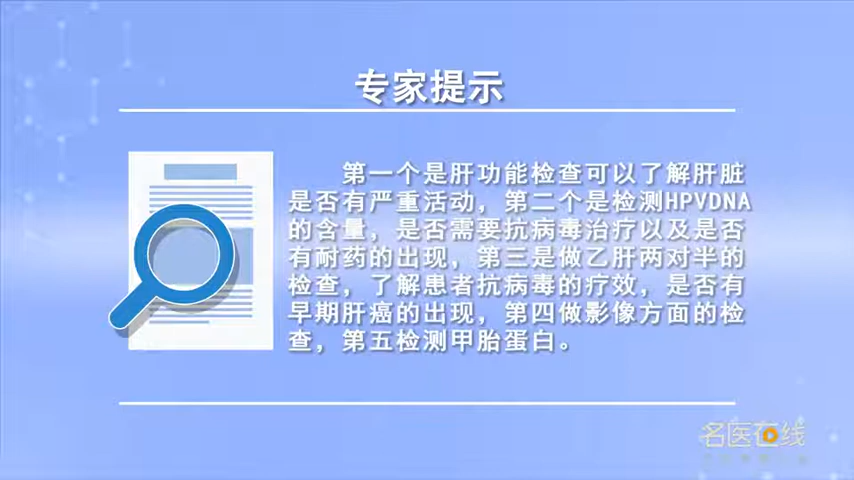 专家提示
第一个是肝功能检查可以了解肝脏
是否有严重活动，第二个是检测HPVDNA
的含量，是否需要抗病毒治疗以及是否
有耐药的出现，第三是做乙肝两对半的
检查，了解患者抗病毒的疗效，是否有
早期肝癌的出现，第四做影像方面的检
查，第五检测甲胎蛋白。
名医在线